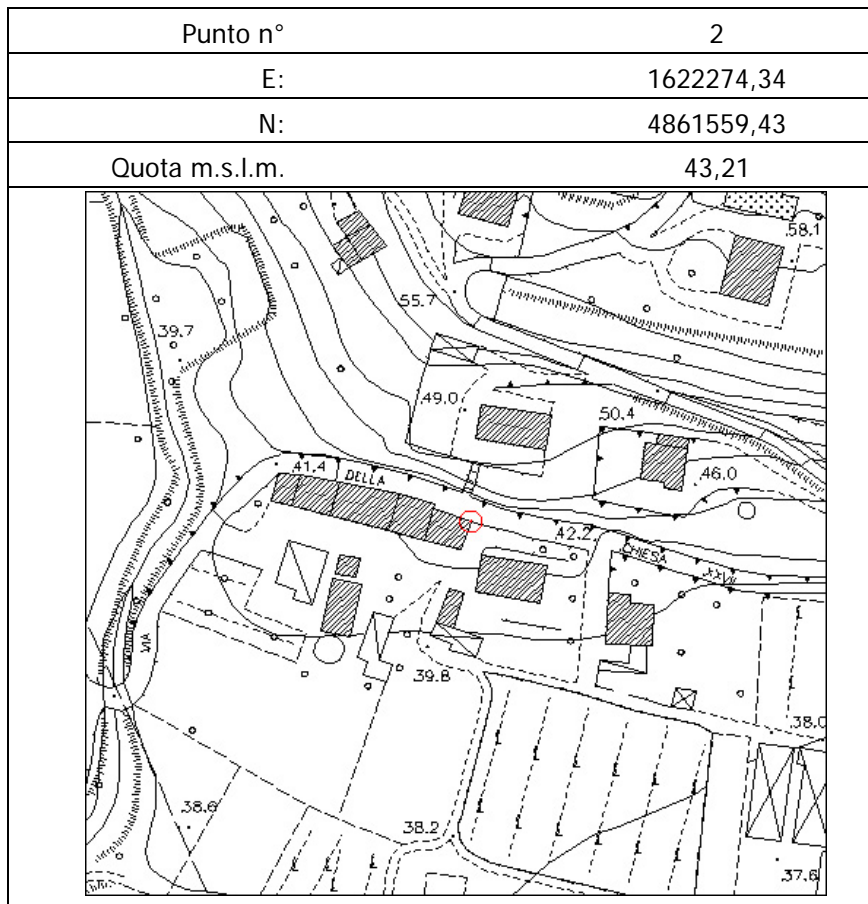 Punto n° 2
E: 1622274,34
N: 4861559,43
Quota m.s.l.m. 43,21
58.1
55.7
39.7
49.0
50.4
41.4
DELLA
46.0
42.2
CHIESA
XXVII
VIA
39.8
38.0
38.6
38.2
37.6